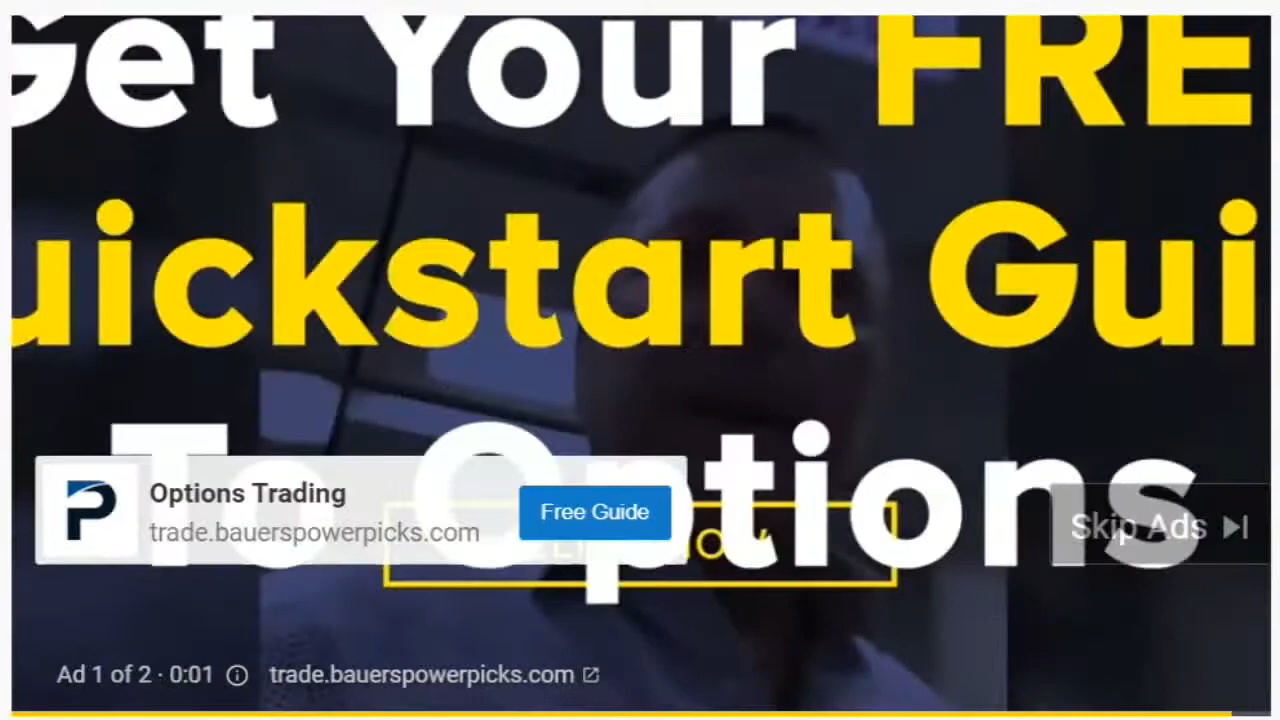 Get Your FRE
uickstart Gui
To Options
Options Trading
trade.bauerspowerpicks.com
Free Guide
Skip Ads
Ad 1 of 2 · 0:01
trade.bauerspowerpicks.com